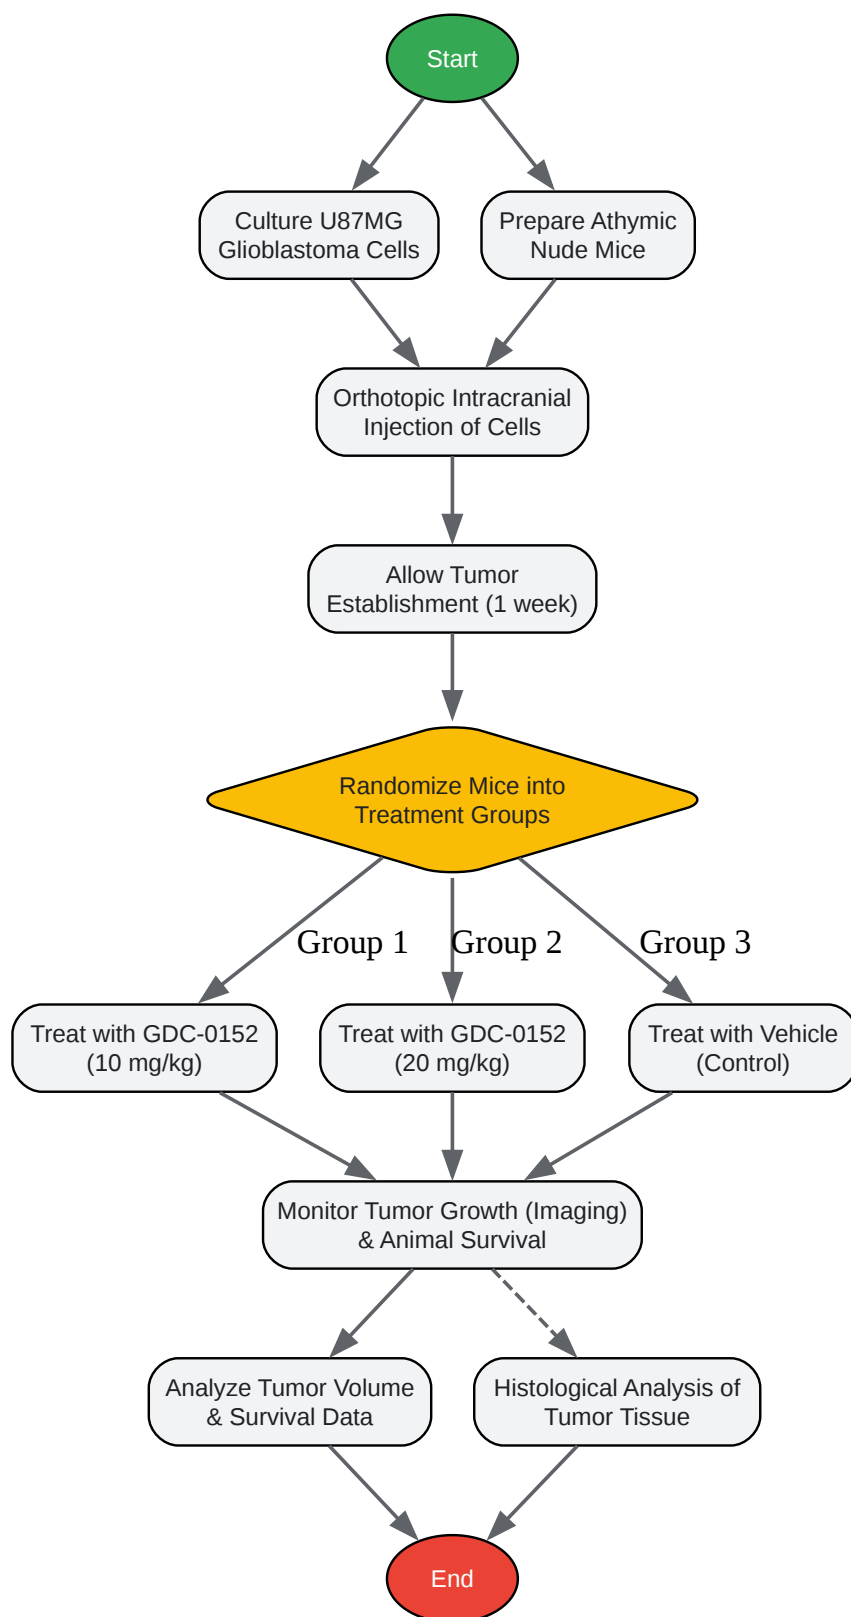 Start
Culture U87MG
Glioblastoma Cells
Prepare Athymic
Nude Mice
Orthotopic Intracranial
Injection of Cells
Allow Tumor
Establishment (1 week)
Randomize Mice into
Treatment Groups
Group 1
Group 2
Group 3
Treat with GDC-0152
(10 mg/kg)
Treat with GDC-0152
(20 mg/kg)
Treat with Vehicle
(Control)
Monitor Tumor Growth (Imaging)
& Animal Survival
Analyze Tumor Volume
& Survival Data
Histological Analysis of
Tumor Tissue
End